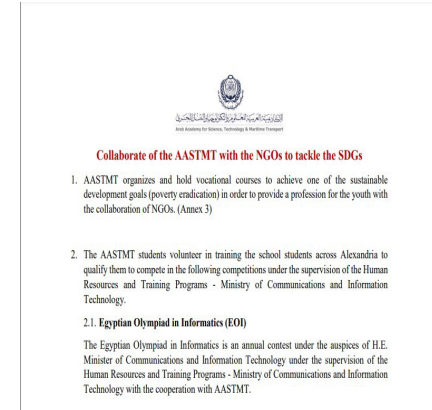 Arab Academy for Science, Technology & Maritime Transport
Collaborate of the AASTMT with the NGOs to tackle the SDGs
1. AASTMT organizes and hold vocational courses to achieve one of the sustainable
development goals (poverty eradication) in order to provide a profession for the youth with
the collaboration of NGOs. (Annex 3)
2. The AASTMT students volunteer in training the school students across Alexandria to
qualify them to compete in the following competitions under the supervision of the Human
Resources and Training Programs - Ministry of Communications and Information
Technology.
2.1. Egyptian Olympiad in Informatics (EOI)
The Egyptian Olympiad in Informatics is an annual contest under the auspices of H.E.
Minister of Communications and Information Technology under the supervision of the
Human Resources and Training Programs - Ministry of Communications and Information
Technology with the cooperation with AASTMT.